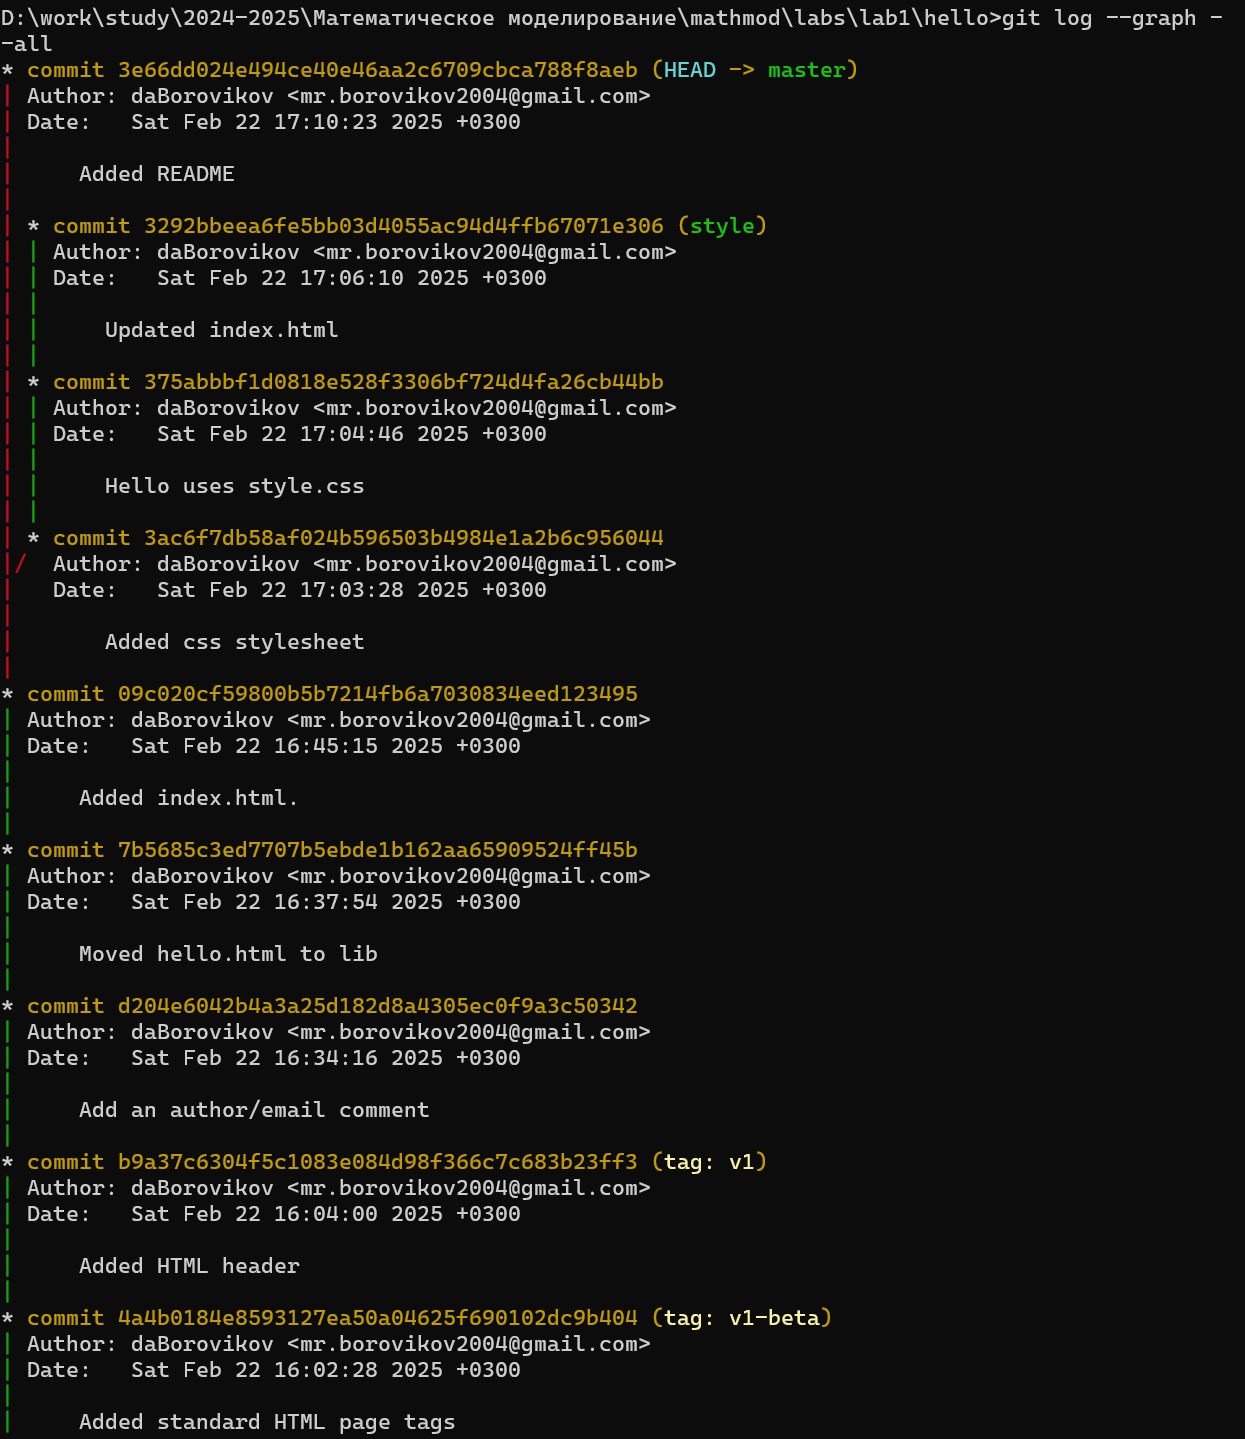 D:\work\study\2024-2025\Математическое моделирование\mathmod\labs\lab1\hello>git log --graph -
-all
* commit 3e66dd024e494ce40e46aa2c6709cbca788f8aeb (HEAD -> master)
| Author: daBorovikov <mr.borovikov2004@gmail.com>
| Date:   Sat Feb 22 17:10:23 2025 +0300
|
|     Added README
|
| * commit 3292bbeea6fe5bb03d4055ac94d4ffb67071e306 (style)
| | Author: daBorovikov <mr.borovikov2004@gmail.com>
| | Date:   Sat Feb 22 17:06:10 2025 +0300
| |
| |     Updated index.html
| |
| * commit 375abbbf1d0818e528f3306bf724d4fa26cb44bb
| | Author: daBorovikov <mr.borovikov2004@gmail.com>
| | Date:   Sat Feb 22 17:04:46 2025 +0300
| |
| |     Hello uses style.css
| |
| * commit 3ac6f7db58af024b596503b4984e1a2b6c956044
|/  Author: daBorovikov <mr.borovikov2004@gmail.com>
|   Date:   Sat Feb 22 17:03:28 2025 +0300
|
|       Added css stylesheet
|
* commit 09c020cf59800b5b7214fb6a7030834eed123495
| Author: daBorovikov <mr.borovikov2004@gmail.com>
| Date:   Sat Feb 22 16:45:15 2025 +0300
|
|     Added index.html.
|
* commit 7b5685c3ed7707b5ebde1b162aa65909524ff45b
| Author: daBorovikov <mr.borovikov2004@gmail.com>
| Date:   Sat Feb 22 16:37:54 2025 +0300
|
|     Moved hello.html to lib
|
* commit d204e6042b4a3a25d182d8a4305ec0f9a3c50342
| Author: daBorovikov <mr.borovikov2004@gmail.com>
| Date:   Sat Feb 22 16:34:16 2025 +0300
|
|     Add an author/email comment
|
* commit b9a37c6304f5c1083e084d98f366c7c683b23ff3 (tag: v1)
| Author: daBorovikov <mr.borovikov2004@gmail.com>
| Date:   Sat Feb 22 16:04:00 2025 +0300
|
|     Added HTML header
|
* commit 4a4b0184e8593127ea50a04625f690102dc9b404 (tag: v1-beta)
| Author: daBorovikov <mr.borovikov2004@gmail.com>
| Date:   Sat Feb 22 16:02:28 2025 +0300
|
|     Added standard HTML page tags